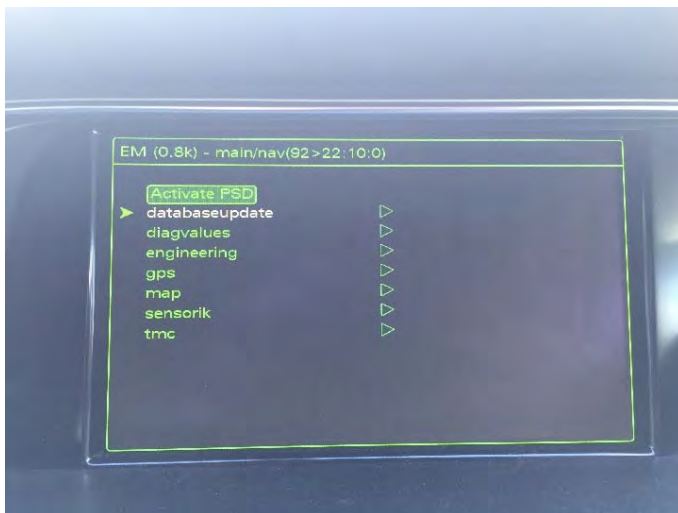 EM (0.8k) - main/nav(92>22:10:0)
Activate PSD
databaseupdate
diagvalues
engineering
gps
map
sensorik
tmc